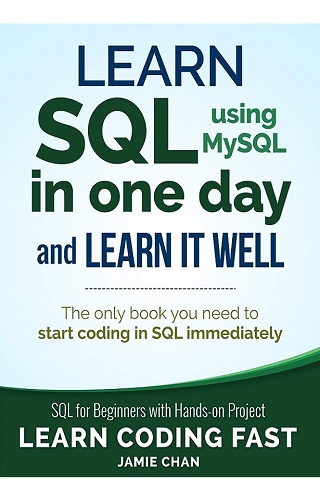 LEARN
SQL using
MySQL
in one day
and LEARN IT WELL
The only book you need to
start coding in SQL immediately
SQL for Beginners with Hands-on Project
LEARN CODING FAST
JAMIE CHAN